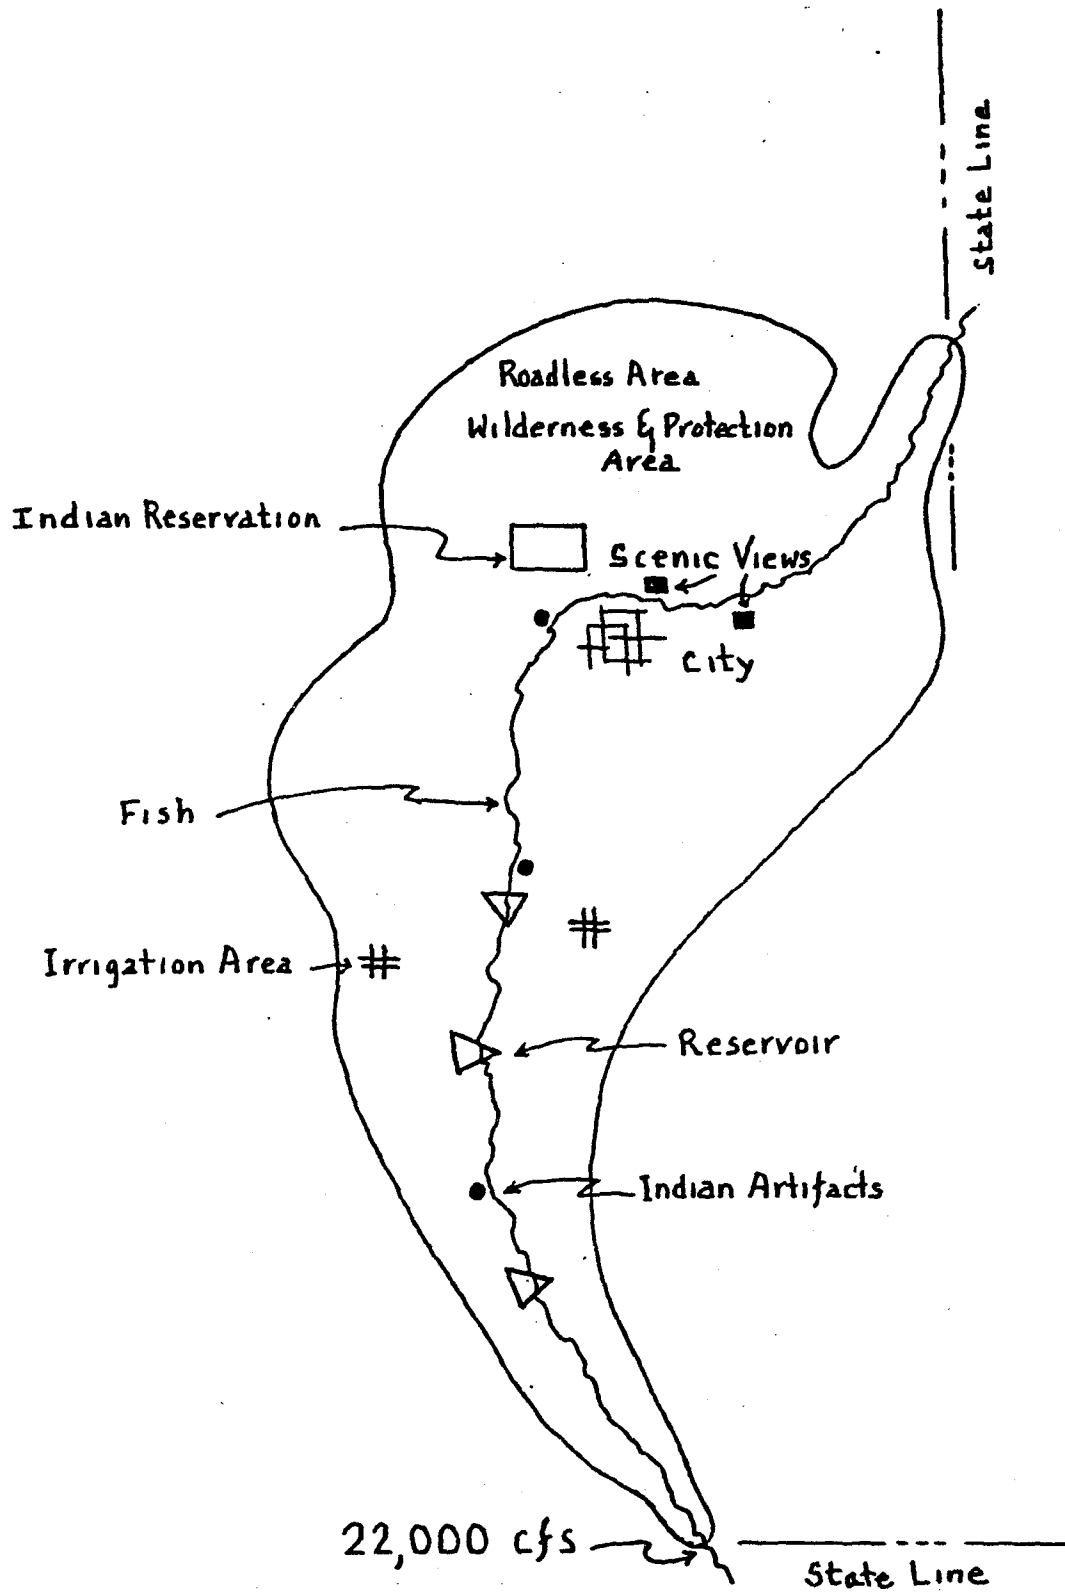 State Line
Roadless Area
Wilderness & Protection
Area
Indian Reservation
Scenic Views
City
Fish
Irrigation Area
Reservoir
Indian Artifacts
22,000 cfs
State Line